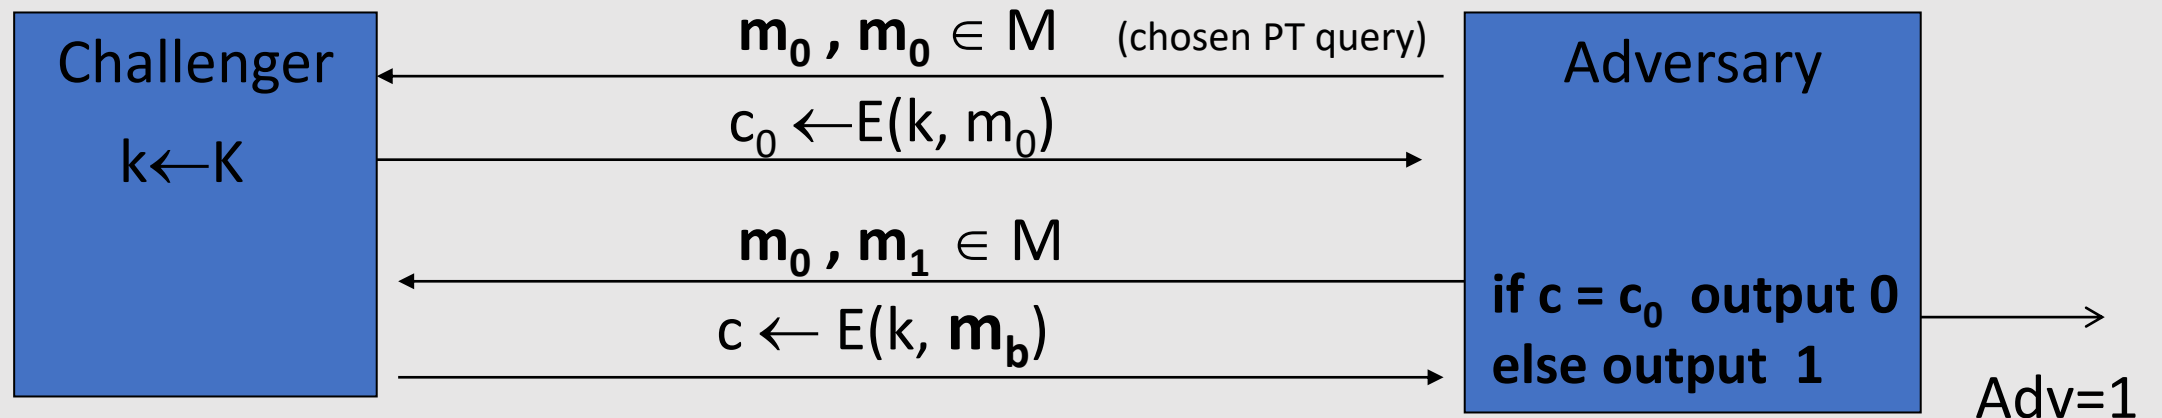 Challenger
k←K
m₀ , m₀ ∈ M (chosen PT query)
c₀ ←E(k, m₀)
m₀ , m₁ ∈ M
c ← E(k, m_b)
Adversary
if c = c₀ output 0
else output 1
Adv=1